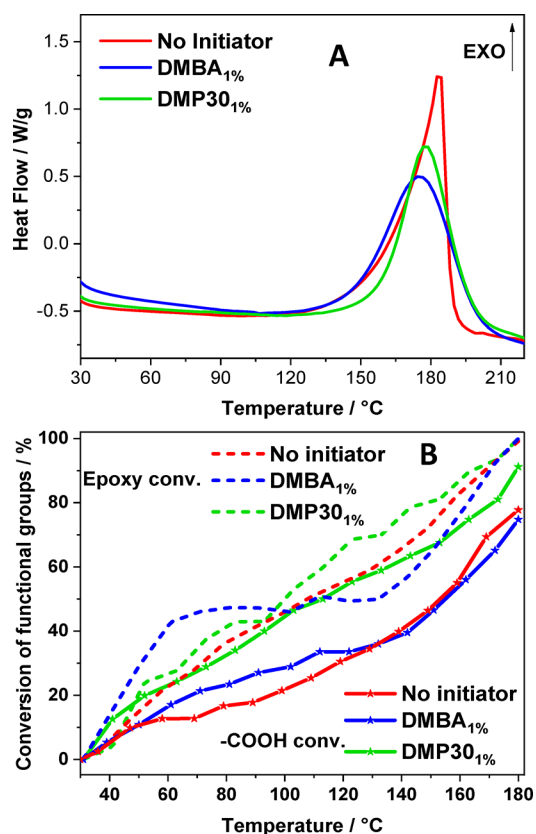 No Initiator
DMBA1%
DMP301%
A
EXO
1.5
1.0
0.5
0.0
-0.5
Heat Flow / W/g
30 60 90 120 150 180 210
Temperature / °C
B
Epoxy conv.
No initiator
DMBA1%
DMP301%
100
80
60
40
20
0
Conversion of functional groups / %
No initiator
DMBA1%
DMP301%
-COOH conv.
40 60 80 100 120 140 160 180
Temperature / °C